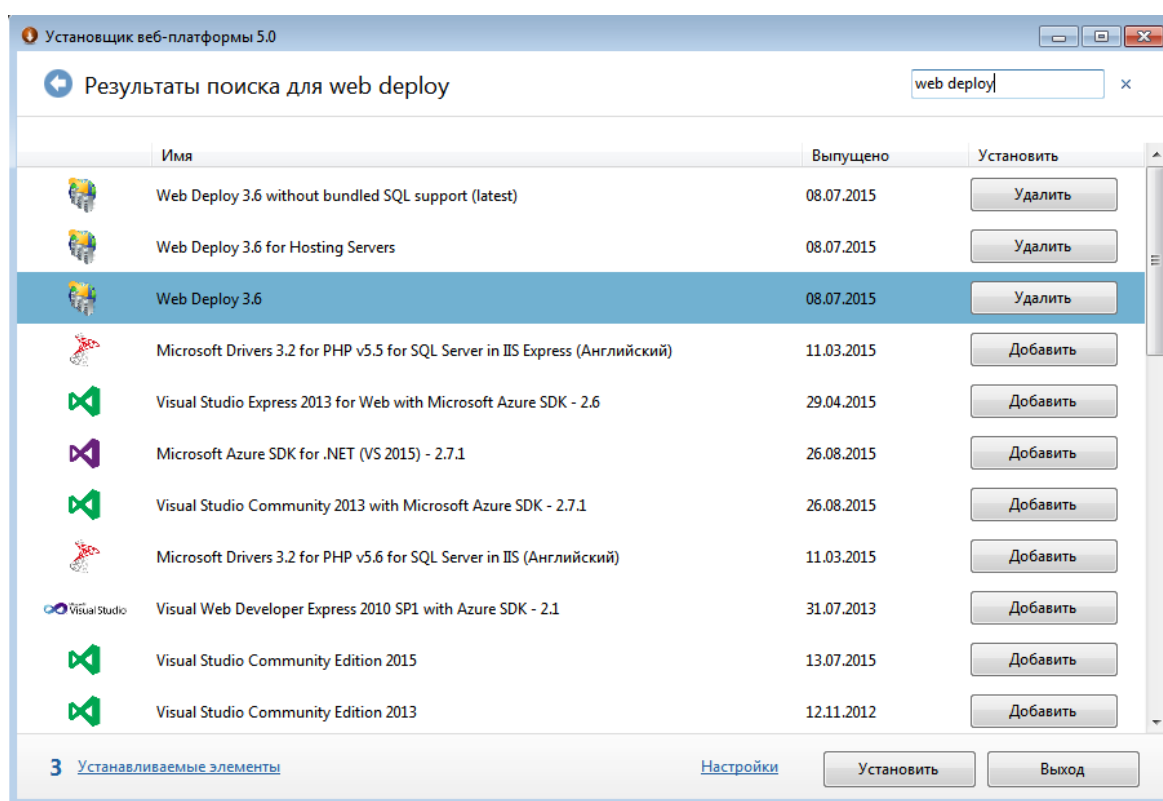 Установщик веб-платформы 5.0
Результаты поиска для web deploy
web deploy
Имя Выпущено Установить
Web Deploy 3.6 without bundled SQL support (latest) 08.07.2015 Удалить
Web Deploy 3.6 for Hosting Servers 08.07.2015 Удалить
Web Deploy 3.6 08.07.2015 Удалить
Microsoft Drivers 3.2 for PHP v5.5 for SQL Server in IIS Express (Английский) 11.03.2015 Добавить
Visual Studio Express 2013 for Web with Microsoft Azure SDK - 2.6 29.04.2015 Добавить
Microsoft Azure SDK for .NET (VS 2015) - 2.7.1 26.08.2015 Добавить
Visual Studio Community 2013 with Microsoft Azure SDK - 2.7.1 26.08.2015 Добавить
Microsoft Drivers 3.2 for PHP v5.6 for SQL Server in IIS (Английский) 11.03.2015 Добавить
Visual Studio Visual Web Developer Express 2010 SP1 with Azure SDK - 2.1 31.07.2013 Добавить
Visual Studio Community Edition 2015 13.07.2015 Добавить
Visual Studio Community Edition 2013 12.11.2012 Добавить
3 Устанавливаемые элементы Настройки Установить Выход